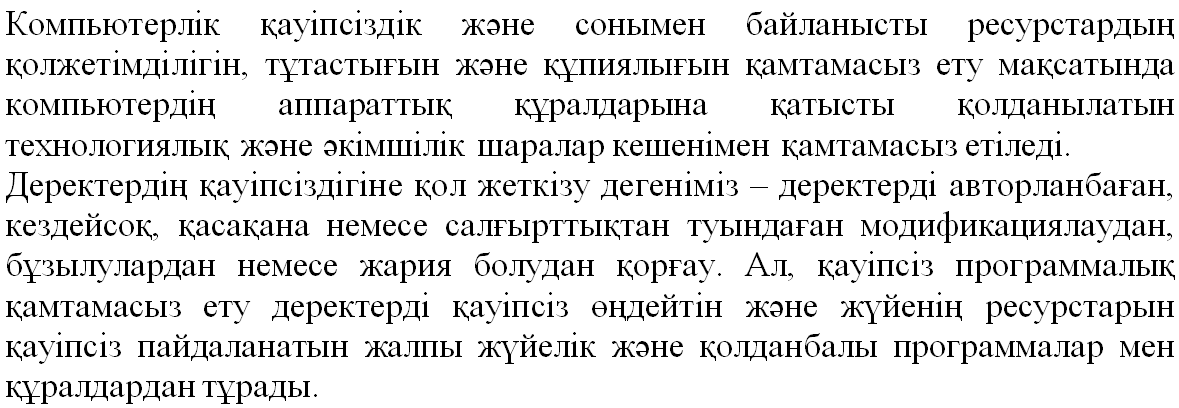 Компьютерлік қауіпсіздік және сонымен байланысты ресурстардың
қолжетімділігін, тұтастығын және құпиялығын қамтамасыз ету мақсатында
компьютердің аппараттық құралдарына қатысты қолданылатын
технологиялық және әкімшілік шаралар кешенімен қамтамасыз етіледі.
Деректердің қауіпсіздігіне қол жеткізу дегеніміз – деректерді авторланбаған,
кездейсоқ, қасақана немесе салғырттықтан туындаған модификациялаудан,
бұзылулардан немесе жария болудан қорғау. Ал, қауіпсіз программалық
қамтамасыз ету деректерді қауіпсіз өңдейтін және жүйенің ресурстарын
қауіпсіз пайдаланатын жалпы жүйелік және қолданбалы программалар мен
құралдардан тұрады.